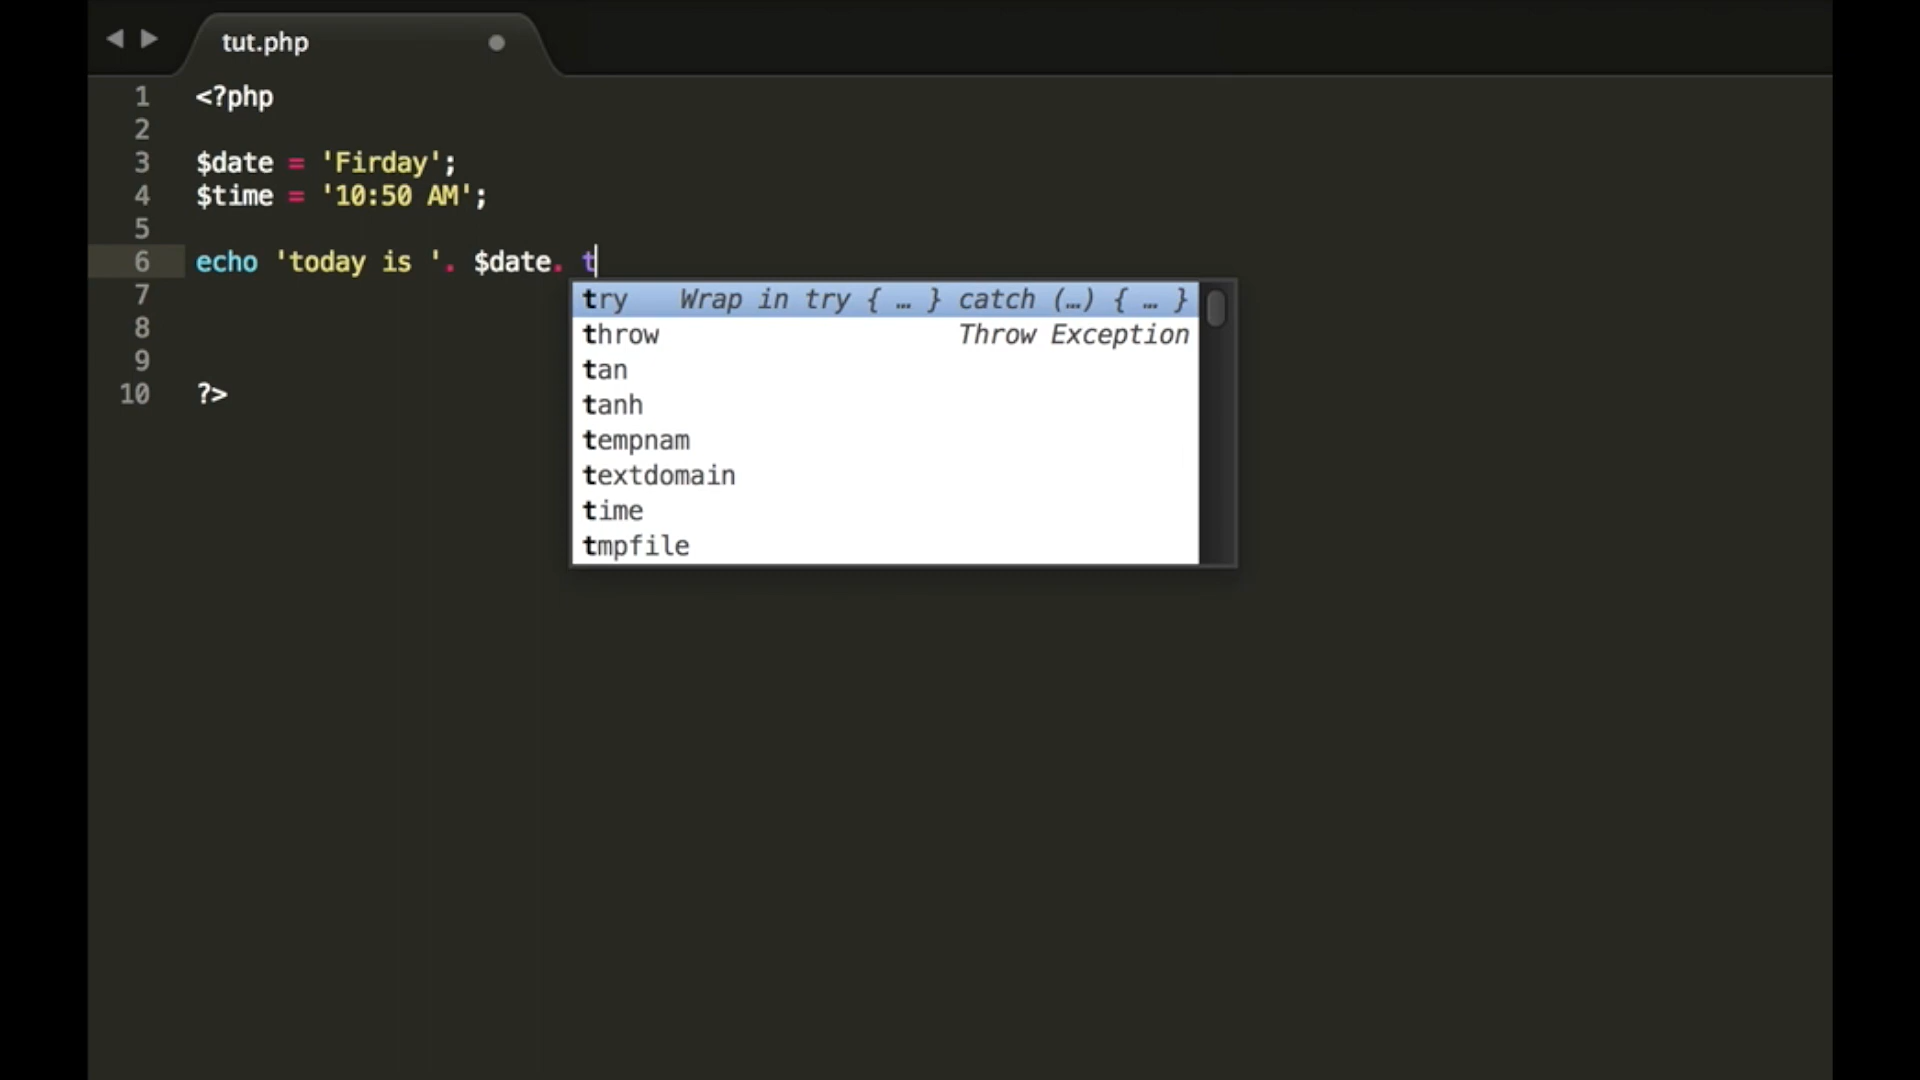 tut.php
1 <?php
2
3 $date = 'Firday';
4 $time = '10:50 AM';
5
6 echo 'today is '. $date. t
7
8
9
10 ?>
try Wrap in try { … } catch (…) { … }
throw Throw Exception
tan
tanh
tempnam
textdomain
time
tmpfile